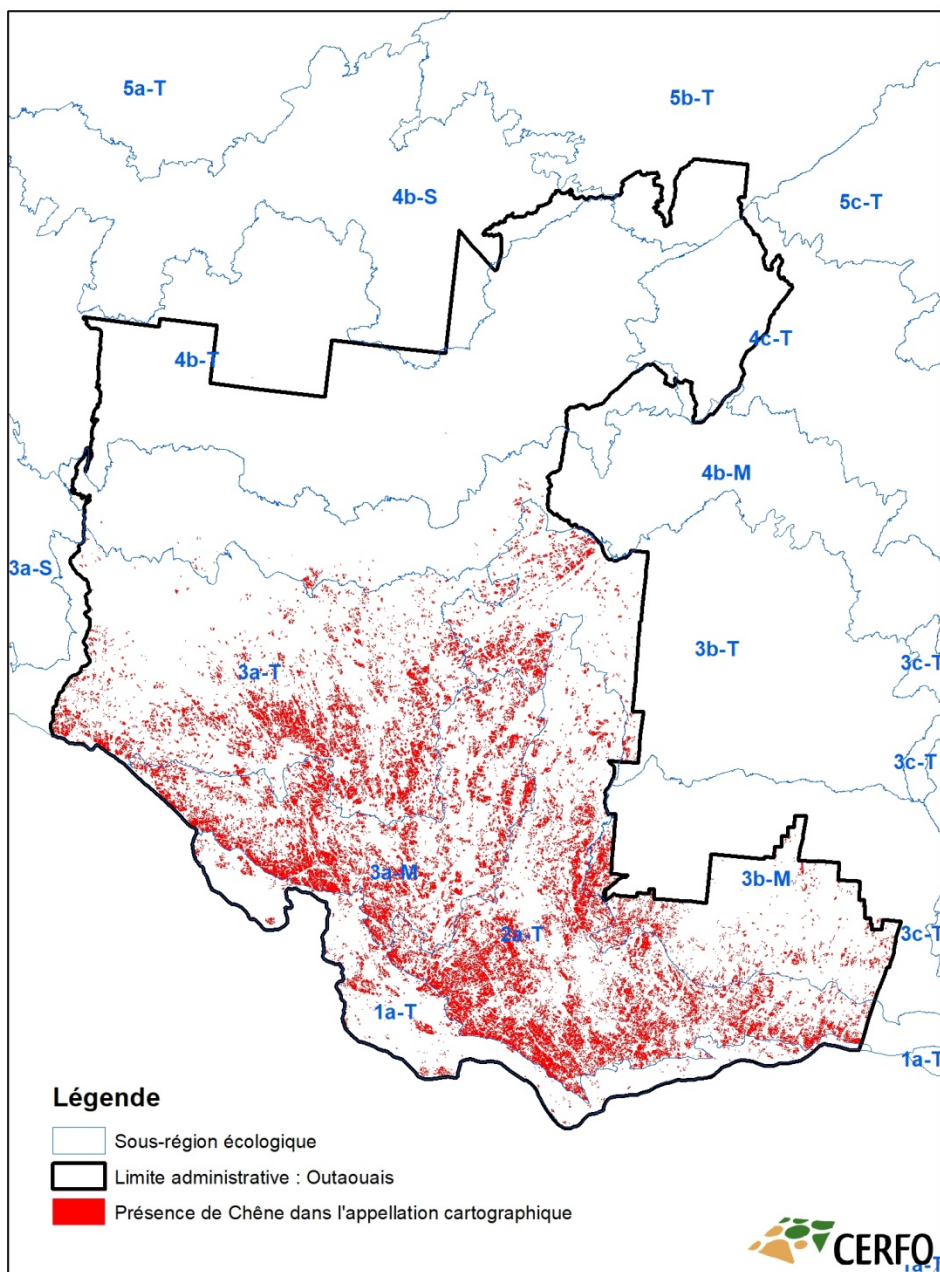 5a-T
5b-T
4b-S
5c-T
4c-T
4b-T
4b-M
3a-S
3b-T
3c-T
3a-T
3c-T
3a-M
3b-M
2a-T
3c-T
1a-T
1a-T
Légende
Sous-région écologique
Limite administrative : Outaouais
Présence de Chêne dans l'appellation cartographique
CERFO
1a-T